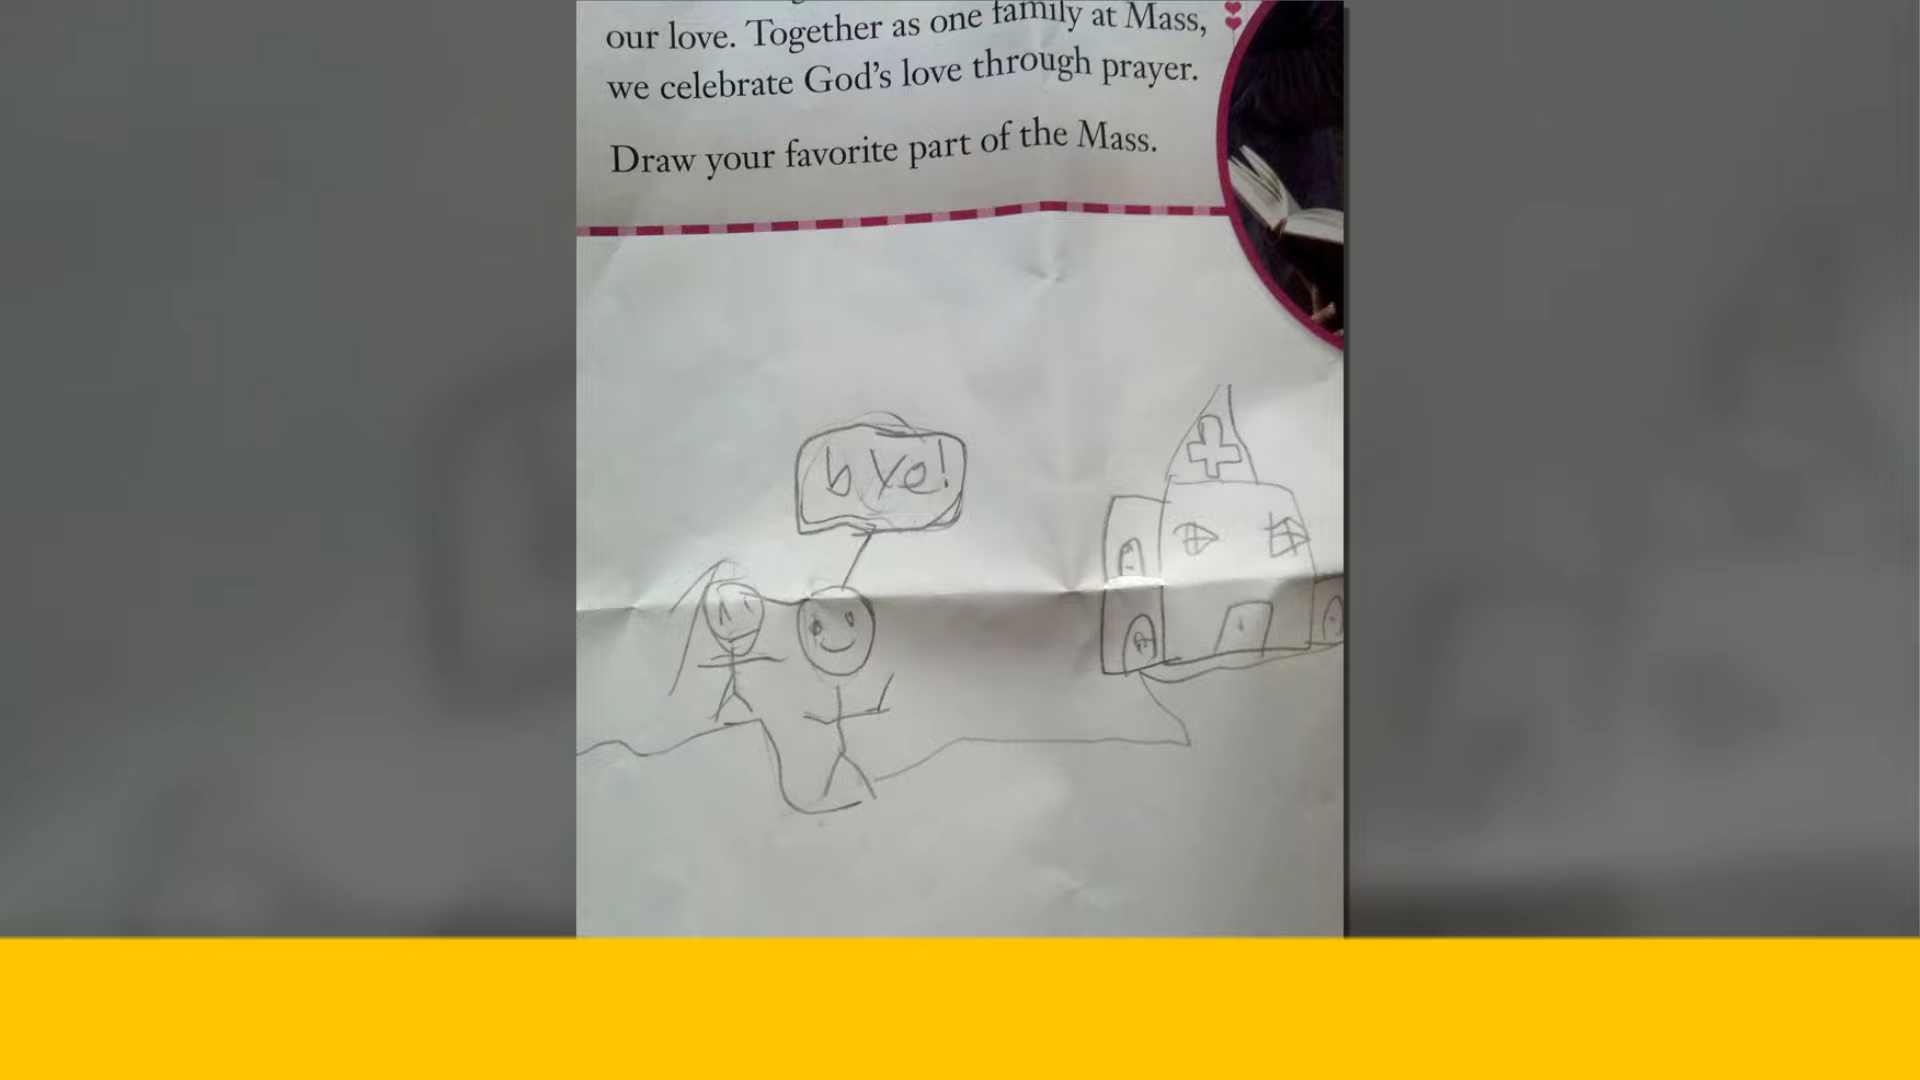 our love. Together as one family at Mass,
we celebrate God's love through prayer.
Draw your favorite part of the Mass.
bye!